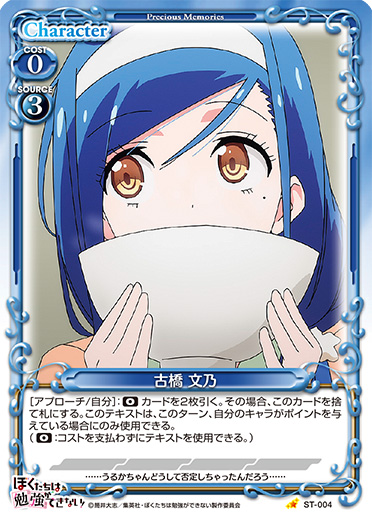 Precious Memories
Character
COST
0
SOURCE
3
古橋 文乃
[アプローチ/自分]:0カードを2枚引く。その場合、このカードを捨
て札にする。このテキストは、このターン、自分のキャラがポイントを与
えている場合にのみ使用できる。
(0:コストを支払わずにテキストを使用できる。)
……うるかちゃんどうして否定しちゃったんだろう……
ぼくたちは
勉強ができない
©筒井大志/集英社・ぼくたちは勉強ができない製作委員会
ST-004